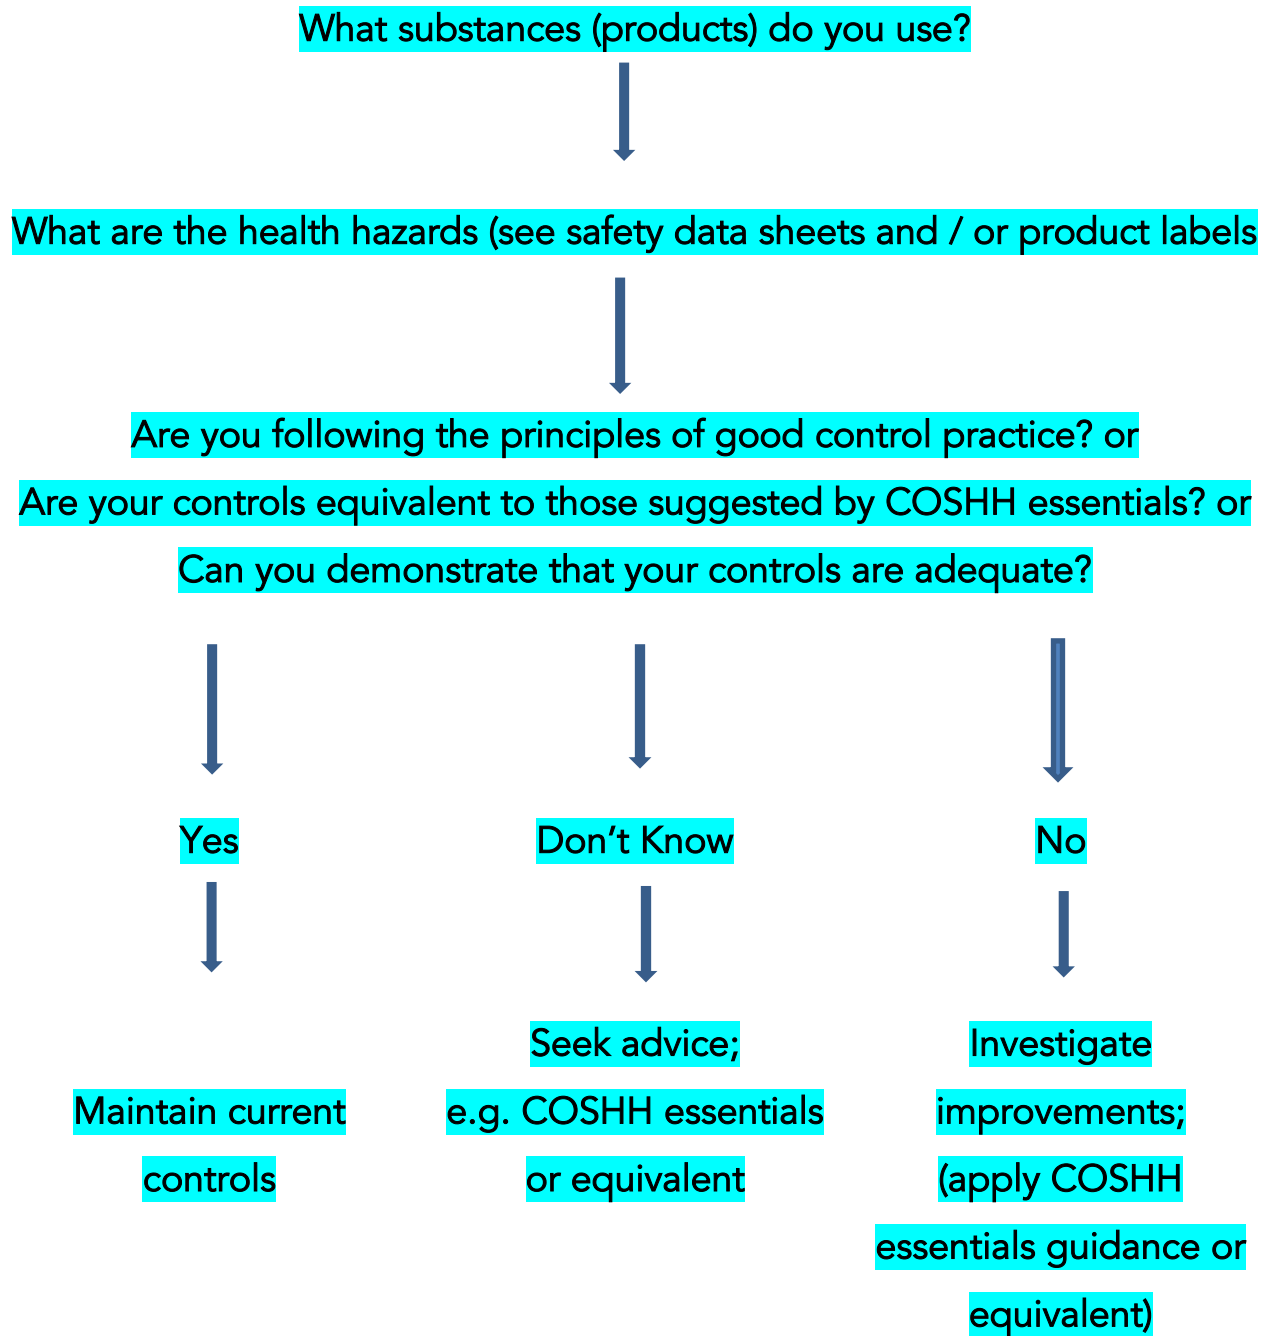 What substances (products) do you use?
What are the health hazards (see safety data sheets and / or product labels
Are you following the principles of good control practice? or
Are your controls equivalent to those suggested by COSHH essentials? or
Can you demonstrate that your controls are adequate?
Yes
Don’t Know
No
Maintain current
controls
Seek advice;
e.g. COSHH essentials
or equivalent
Investigate
improvements;
(apply COSHH
essentials guidance or
equivalent)